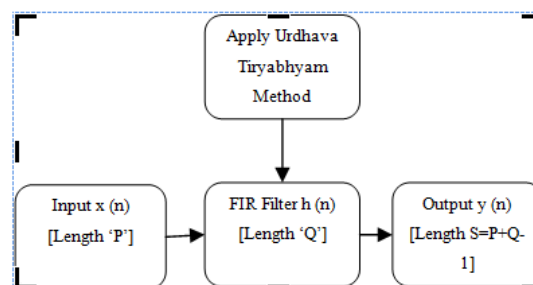 Apply Urdhava
Tiryabhyam
Method
Input x (n)
[Length ‘P’]
FIR Filter h (n)
[Length ‘Q’]
Output y (n)
[Length S=P+Q-
1]